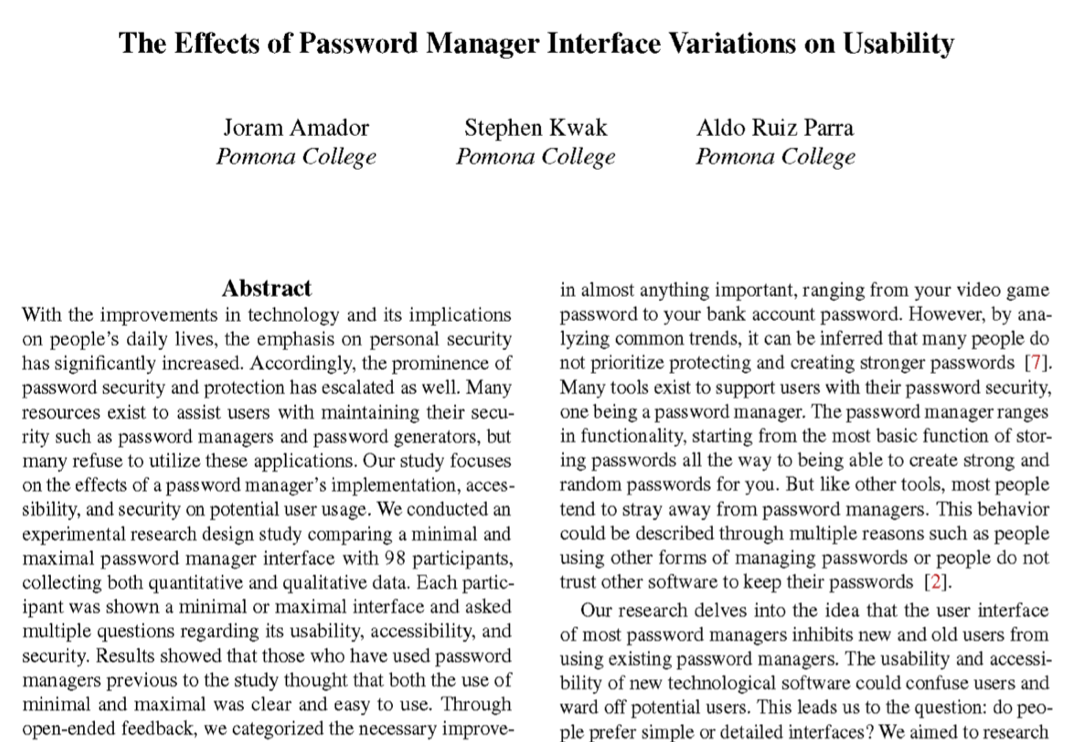 The Effects of Password Manager Interface Variations on Usability
Joram Amador
Pomona College
Stephen Kwak
Pomona College
Aldo Ruiz Parra
Pomona College
Abstract
With the improvements in technology and its implications
on people's daily lives, the emphasis on personal security
has significantly increased. Accordingly, the prominence of
password security and protection has escalated as well. Many
resources exist to assist users with maintaining their secu-
rity such as password managers and password generators, but
many refuse to utilize these applications. Our study focuses
on the effects of a password manager's implementation, acces-
sibility, and security on potential user usage. We conducted an
experimental research design study comparing a minimal and
maximal password manager interface with 98 participants,
collecting both quantitative and qualitative data. Each partic-
ipant was shown a minimal or maximal interface and asked
multiple questions regarding its usability, accessibility, and
security. Results showed that those who have used password
managers previous to the study thought that both the use of
minimal and maximal was clear and easy to use. Through
open-ended feedback, we categorized the necessary improve-
in almost anything important, ranging from your video game
password to your bank account password. However, by ana-
lyzing common trends, it can be inferred that many people do
not prioritize protecting and creating stronger passwords [7].
Many tools exist to support users with their password security,
one being a password manager. The password manager ranges
in functionality, starting from the most basic function of stor-
ing passwords all the way to being able to create strong and
random passwords for you. But like other tools, most people
tend to stray away from password managers. This behavior
could be described through multiple reasons such as people
using other forms of managing passwords or people do not
trust other software to keep their passwords [2].
Our research delves into the idea that the user interface
of most password managers inhibits new and old users from
using existing password managers. The usability and accessi-
bility of new technological software could confuse users and
ward off potential users. This leads us to the question: do peo-
ple prefer simple or detailed interfaces? We aimed to research